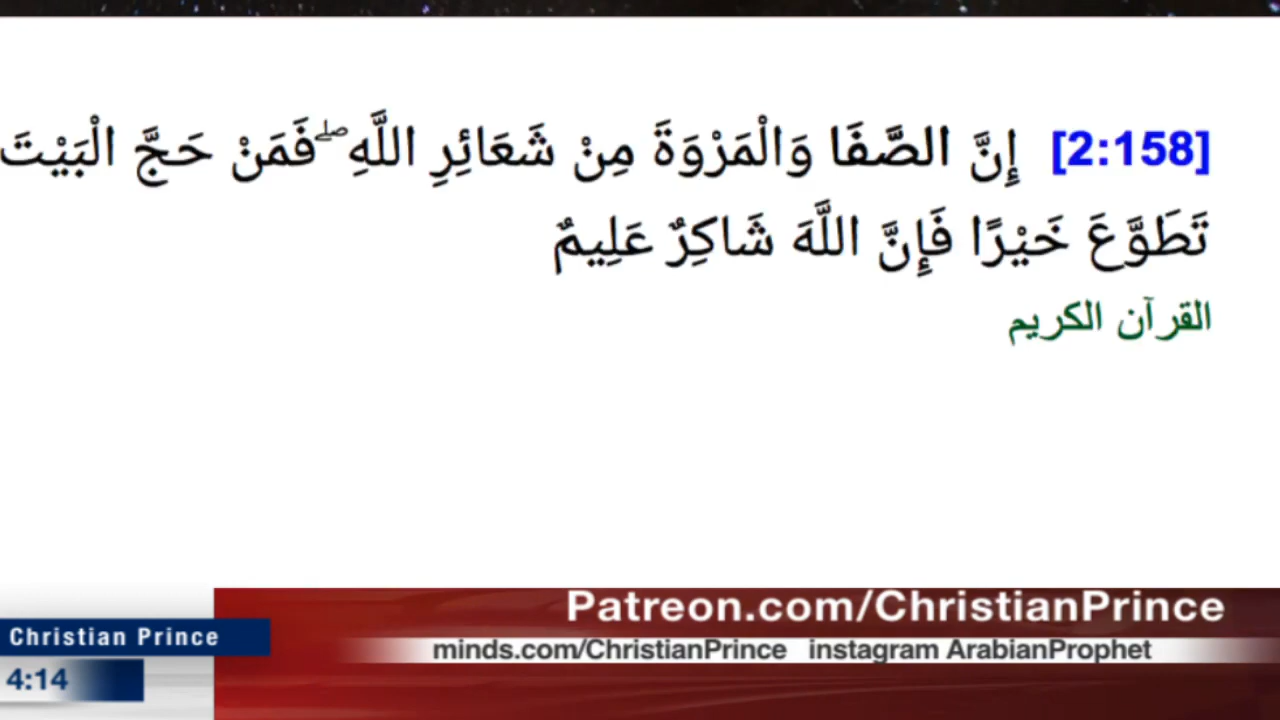 [2:158] إِنَّ الصَّفَا وَالْمَرْوَةَ مِنْ شَعَائِرِ اللَّهِ ۖ فَمَنْ حَجَّ الْبَيْتَ
تَطَوَّعَ خَيْرًا فَإِنَّ اللَّهَ شَاكِرٌ عَلِيمٌ
القرآن الكريم
Patreon.com/ChristianPrince
Christian Prince
minds.com/ChristianPrince instagram ArabianProphet
4:14